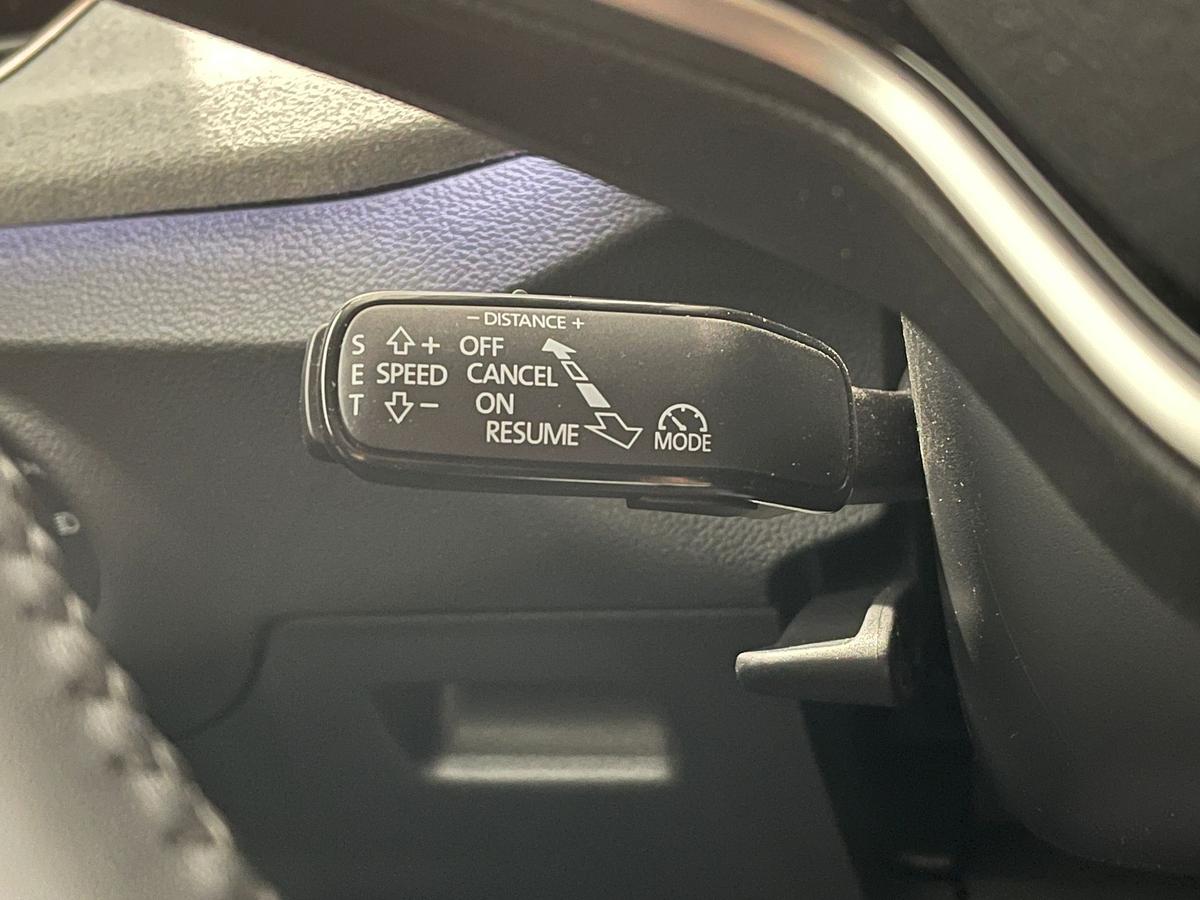 − DISTANCE +
S + OFF
E SPEED CANCEL
T − ON
RESUME
MODE